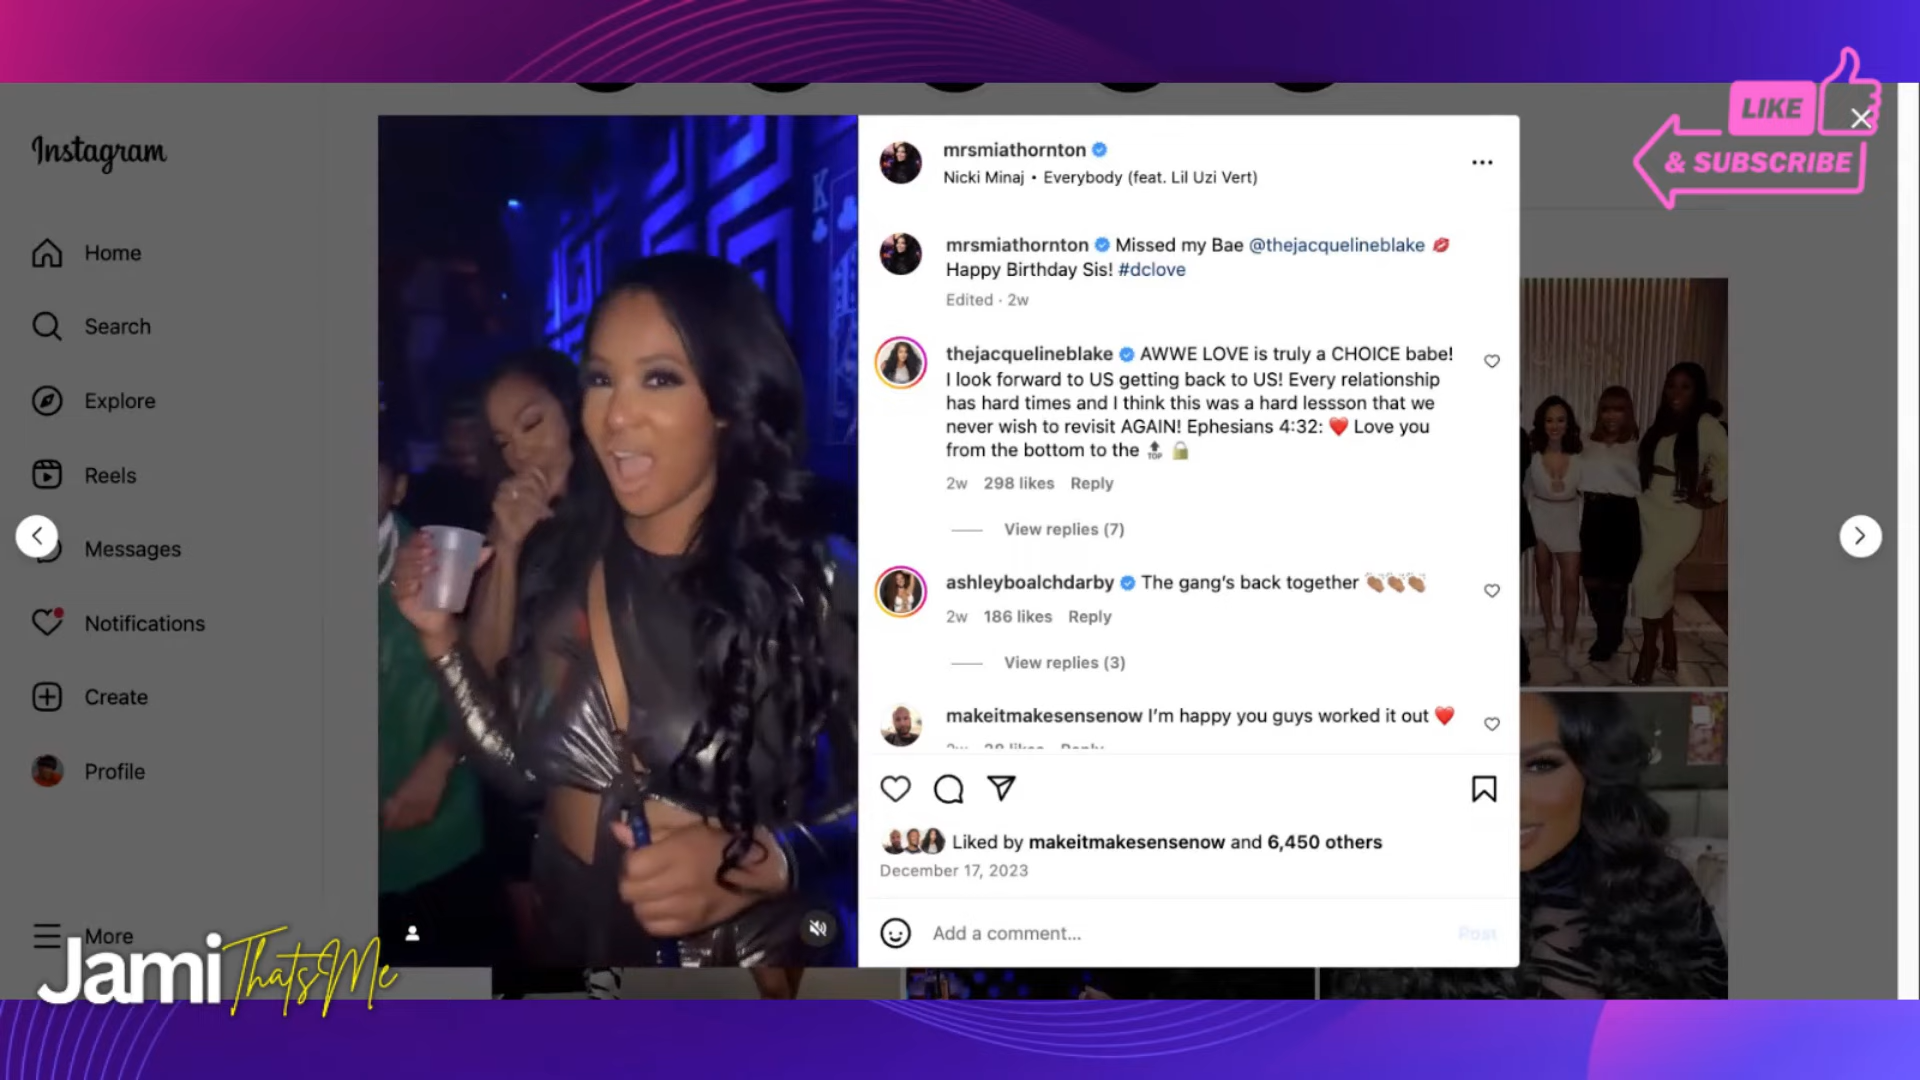 LIKE
& SUBSCRIBE
Instagram
Home
Search
Explore
Reels
Messages
Notifications
Create
Profile
More
K
mrsmiathornton
Nicki Minaj • Everybody (feat. Lil Uzi Vert)
mrsmiathornton Missed my Bae @thejacquelineblake 💋
Happy Birthday Sis! #dclove
Edited · 2w
thejacquelineblake AWWE LOVE is truly a CHOICE babe!
I look forward to US getting back to US! Every relationship
has hard times and I think this was a hard lessson that we
never wish to revisit AGAIN! Ephesians 4:32: ❤️ Love you
from the bottom to the 🔝 🔒
2w 298 likes Reply
View replies (7)
ashleyboalchdarby The gang's back together 👏🏽👏🏽👏🏽
2w 186 likes Reply
View replies (3)
makeitmakesensenow I'm happy you guys worked it out ❤️
Liked by makeitmakesensenow and 6,450 others
December 17, 2023
Add a comment...
Post
Jami ThatsMe